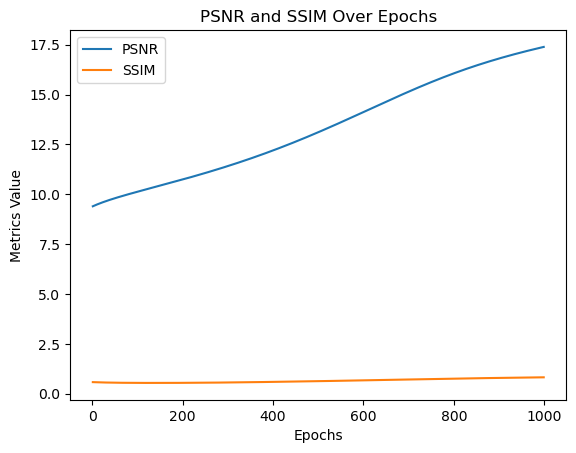 PSNR and SSIM Over Epochs
PSNR
SSIM
Metrics Value
17.5
15.0
12.5
10.0
7.5
5.0
2.5
0.0
0 200 400 600 800 1000
Epochs